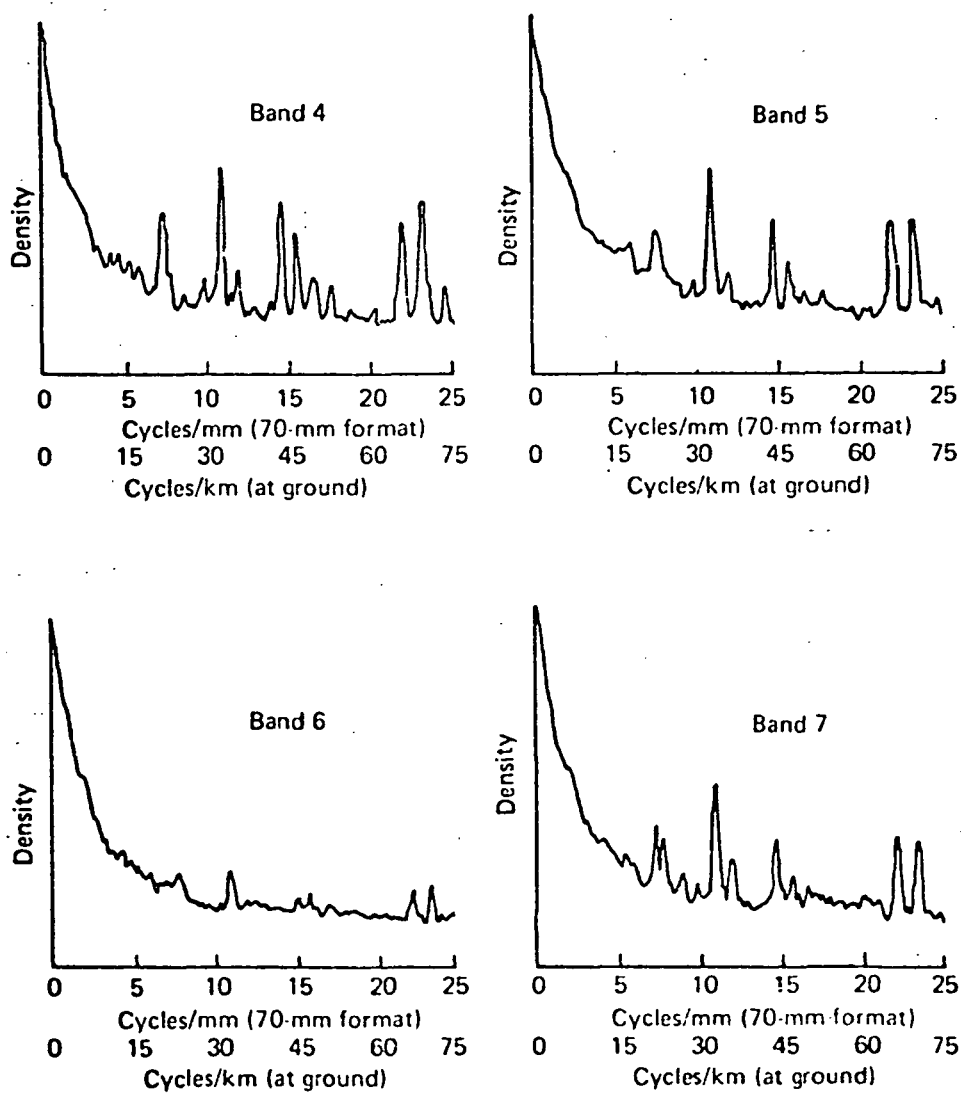 Band 4
Density
0 5 10 15 20 25
Cycles/mm (70-mm format)
0 15 30 45 60 75
Cycles/km (at ground)
Band 5
Density
0 5 10 15 20 25
Cycles/mm (70-mm format)
0 15 30 45 60 75
Cycles/km (at ground)
Band 6
Density
0 5 10 15 20 25
Cycles/mm (70-mm format)
0 15 30 45 60 75
Cycles/km (at ground)
Band 7
Density
0 5 10 15 20 25
Cycles/mm (70-mm format)
0 15 30 45 60 75
Cycles/km (at ground)